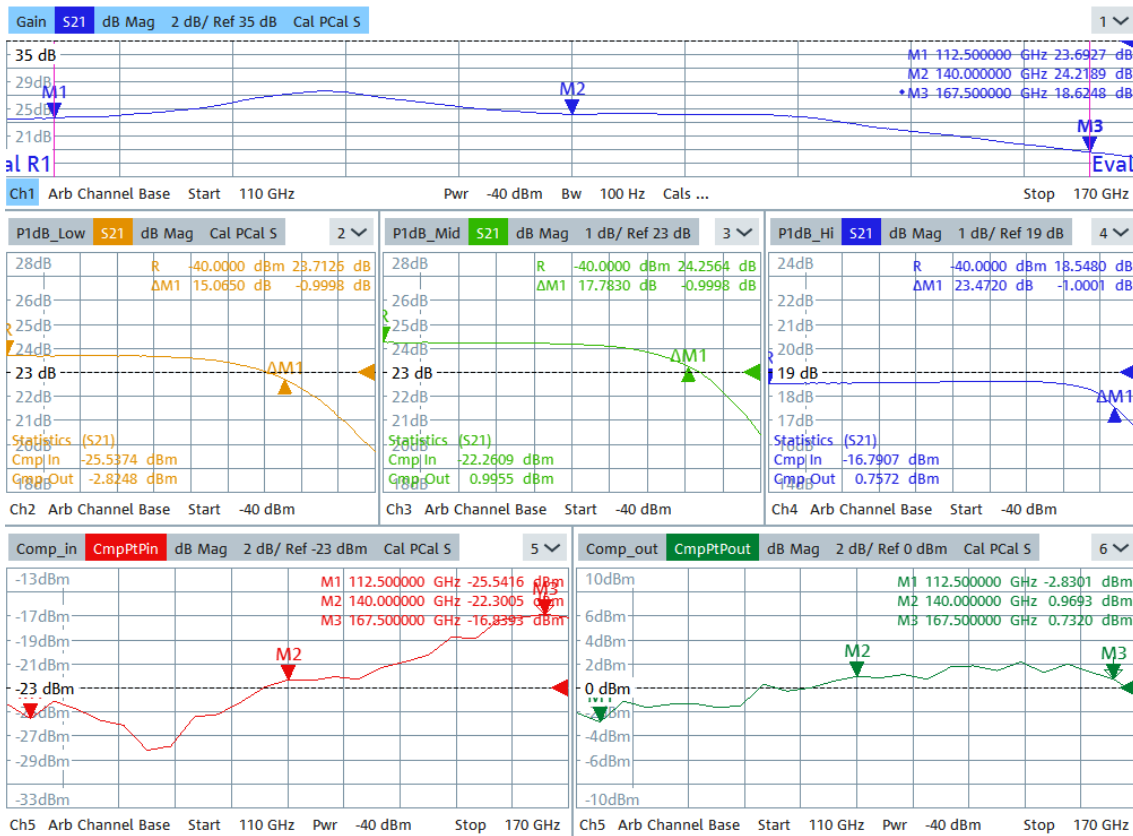 Gain S21 dB Mag 2 dB/ Ref 35 dB Cal PCal S 1
35 dB
29dB
25dB
21dB
M1 112.500000 GHz 23.6927 dB
M2 140.000000 GHz 24.2189 dB
M3 167.500000 GHz 18.6248 dB
M1
M2
M3
al R1
Eval
Ch1 Arb Channel Base Start 110 GHz Pwr -40 dBm Bw 100 Hz Cals ... Stop 170 GHz
P1dB_Low S21 dB Mag Cal PCal S 2
28dB
26dB
25dB
24dB
23 dB
22dB
21dB
20dB
18dB
R -40.0000 dBm 23.7125 dB
ΔM1 15.0650 dB -0.9998 dB
R
ΔM1
Statistics (S21)
Cmp In -25.5374 dBm
Cmp Out -2.8248 dBm
Ch2 Arb Channel Base Start -40 dBm
P1dB_Mid S21 dB Mag 1 dB/ Ref 23 dB 3
28dB
26dB
25dB
24dB
23 dB
22dB
21dB
20dB
18dB
R -40.0000 dBm 24.2564 dB
ΔM1 17.7830 dB -0.9998 dB
R
ΔM1
Statistics (S21)
Cmp In -22.2609 dBm
Cmp Out 0.9955 dBm
Ch3 Arb Channel Base Start -40 dBm
P1dB_Hi S21 dB Mag 1 dB/ Ref 19 dB 4
24dB
22dB
21dB
20dB
19 dB
18dB
17dB
16dB
14dB
R -40.0000 dBm 18.5480 dB
ΔM1 23.4720 dB -1.0001 dB
R
ΔM1
Statistics (S21)
Cmp In -16.7907 dBm
Cmp Out 0.7572 dBm
Ch4 Arb Channel Base Start -40 dBm
Comp_in CmpPtPin dB Mag 2 dB/ Ref -23 dBm Cal PCal S 5
-13dBm
-17dBm
-19dBm
-21dBm
-23 dBm
-25dBm
-27dBm
-29dBm
-33dBm
M1 112.500000 GHz -25.5416 dBm
M2 140.000000 GHz -22.3005 dBm
M3 167.500000 GHz -16.8393 dBm
M2
M3
Ch5 Arb Channel Base Start 110 GHz Pwr -40 dBm Stop 170 GHz
Comp_out CmpPtPout dB Mag 2 dB/ Ref 0 dBm Cal PCal S 6
10dBm
6dBm
4dBm
2dBm
0 dBm
-2dBm
-4dBm
-6dBm
-10dBm
M1 112.500000 GHz -2.8301 dBm
M2 140.000000 GHz 0.9693 dBm
M3 167.500000 GHz 0.7320 dBm
M2
M3
Ch5 Arb Channel Base Start 110 GHz Pwr -40 dBm Stop 170 GHz